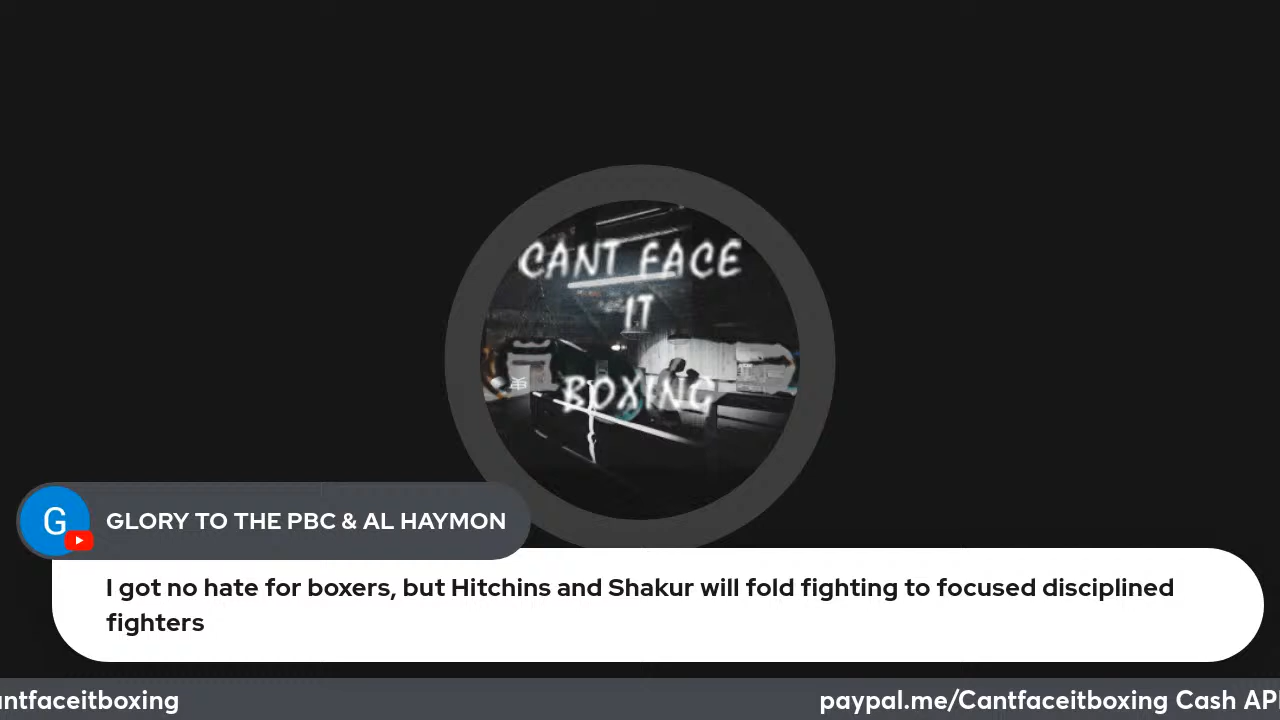 CANT FACE
IT
BOXING
G
GLORY TO THE PBC & AL HAYMON
I got no hate for boxers, but Hitchins and Shakur will fold fighting to focused disciplined
fighters
antfaceitboxing paypal.me/Cantfaceitboxing Cash AP